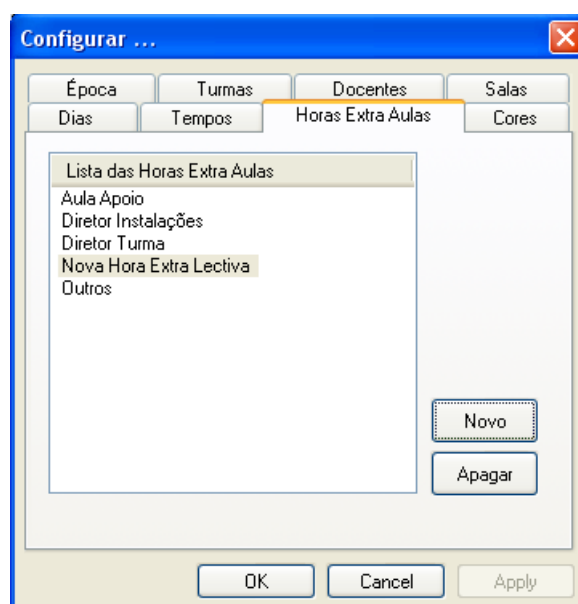 Configurar ...
Época Turmas Docentes Salas
Dias Tempos Horas Extra Aulas Cores
Lista das Horas Extra Aulas
Aula Apoio
Diretor Instalações
Diretor Turma
Nova Hora Extra Lectiva
Outros
Novo
Apagar
OK Cancel Apply